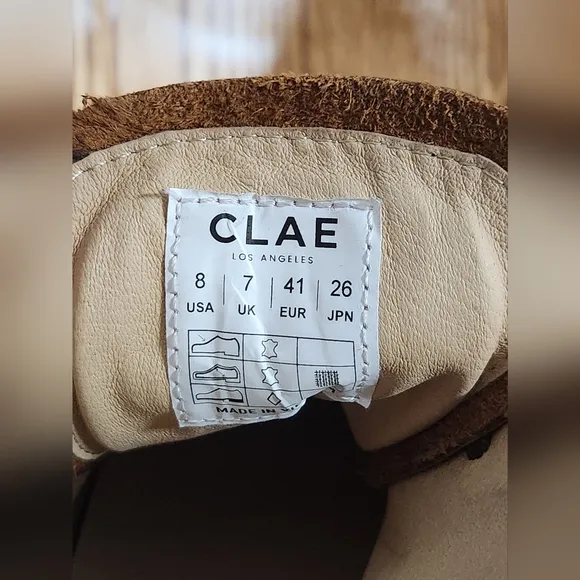 CLAE
LOS ANGELES
8 | 7 | 41 | 26
USA UK EUR JPN
MADE IN